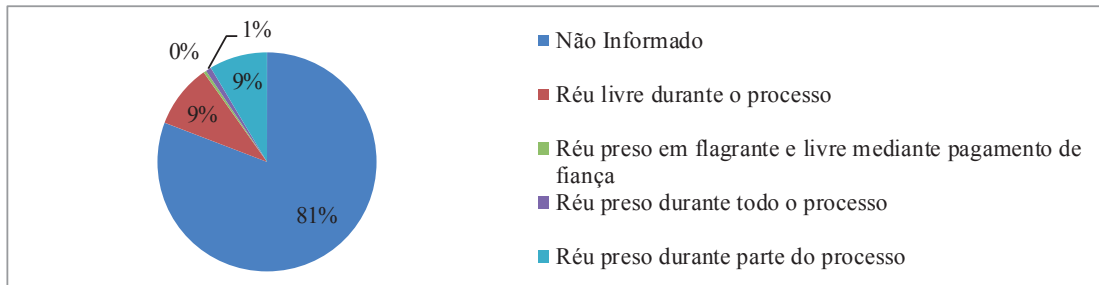 1%
0%
9%
9%
81%
Não Informado
Réu livre durante o processo
Réu preso em flagrante e livre mediante pagamento de
fiança
Réu preso durante todo o processo
Réu preso durante parte do processo